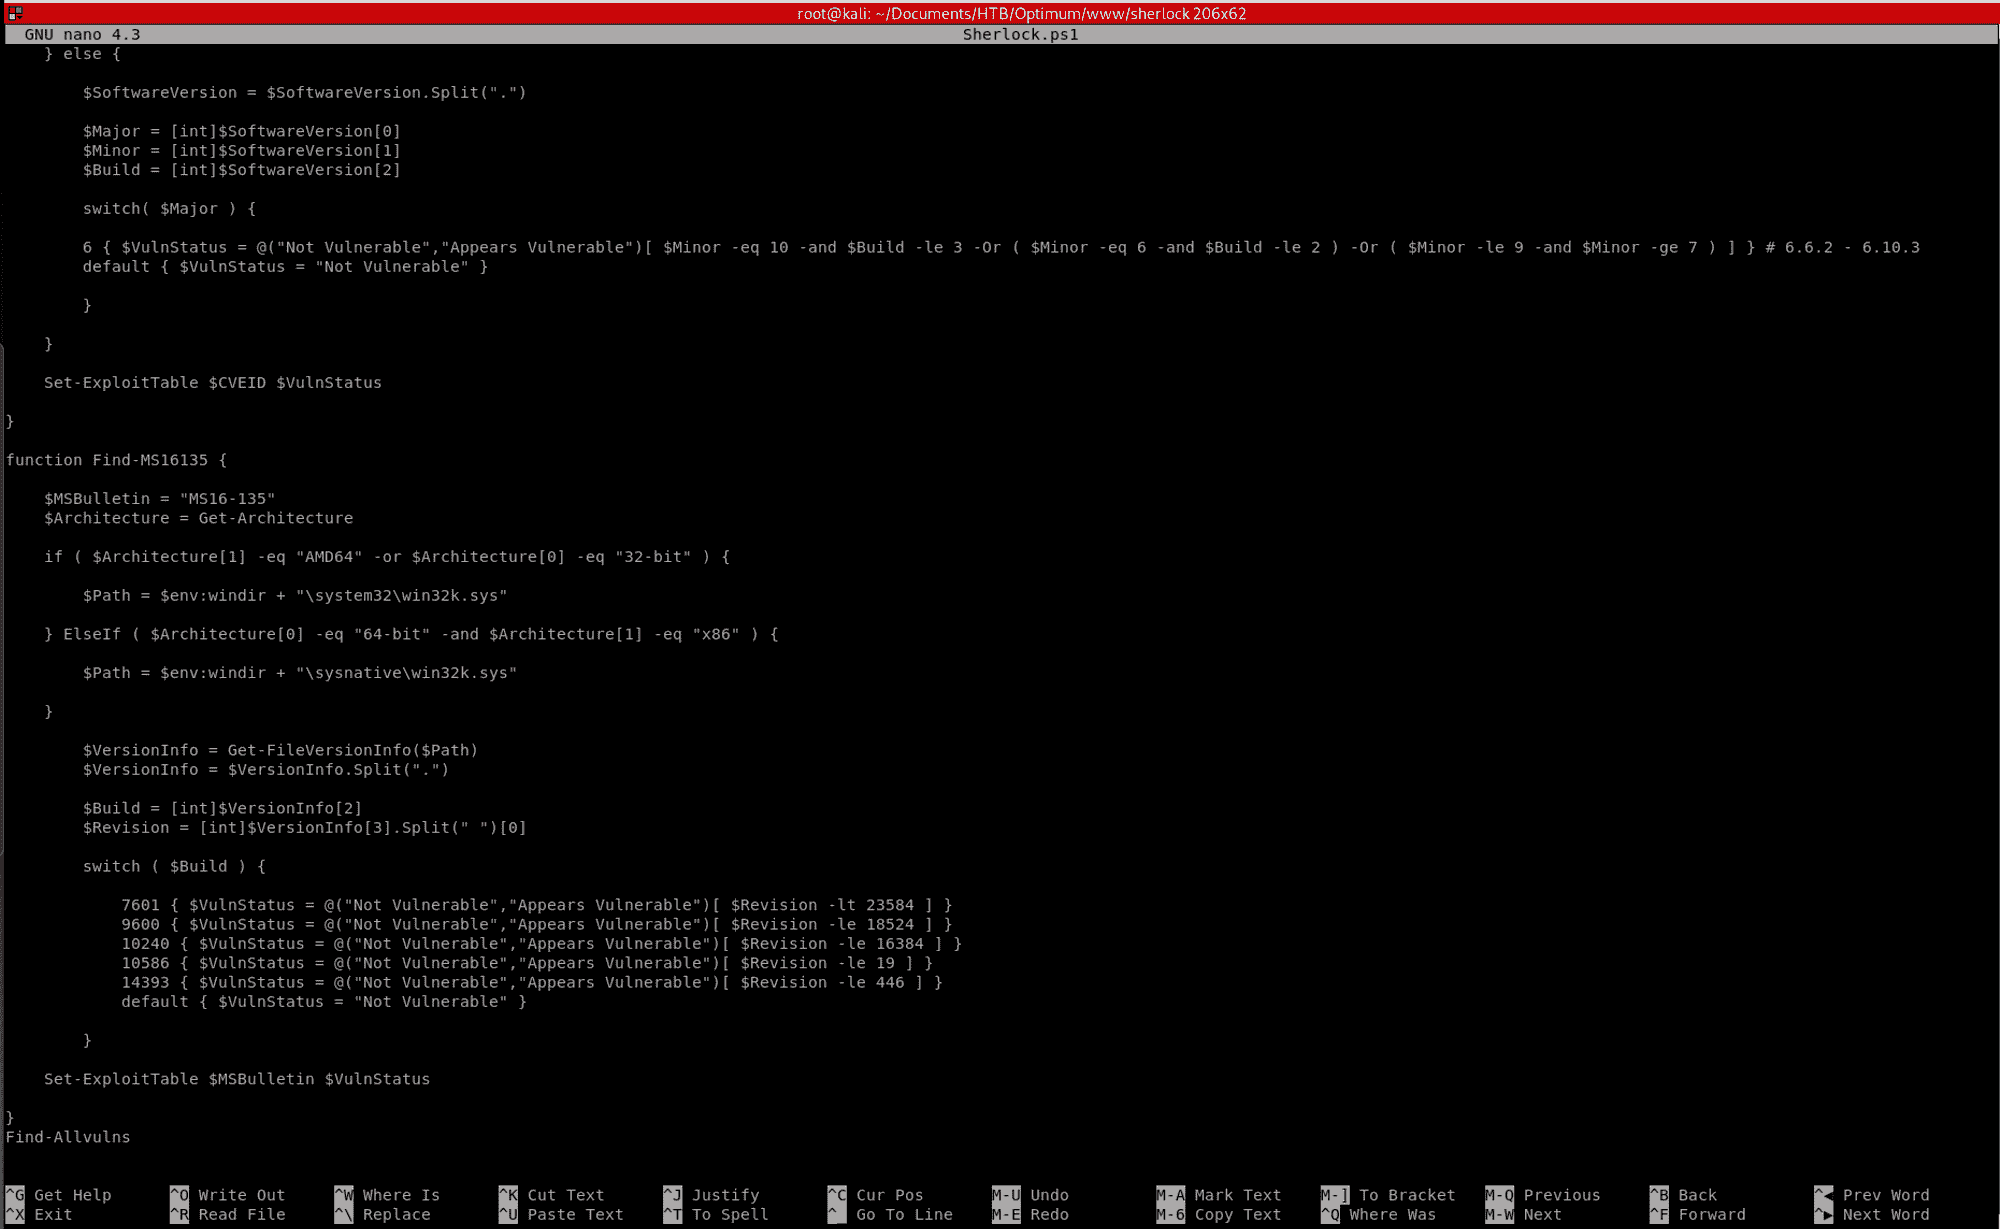 root@kali: ~/Documents/HTB/Optimum/www/sherlock 206x62
GNU nano 4.3 Sherlock.ps1
} else {
$SoftwareVersion = $SoftwareVersion.Split(".")
$Major = [int]$SoftwareVersion[0]
$Minor = [int]$SoftwareVersion[1]
$Build = [int]$SoftwareVersion[2]
switch( $Major ) {
6 { $VulnStatus = @("Not Vulnerable","Appears Vulnerable")[ $Minor -eq 10 -and $Build -le 3 -Or ( $Minor -eq 6 -and $Build -le 2 ) -Or ( $Minor -le 9 -and $Minor -ge 7 ) ] } # 6.6.2 - 6.10.3
default { $VulnStatus = "Not Vulnerable" }
}
}
Set-ExploitTable $CVEID $VulnStatus
}
function Find-MS16135 {
$MSBulletin = "MS16-135"
$Architecture = Get-Architecture
if ( $Architecture[1] -eq "AMD64" -or $Architecture[0] -eq "32-bit" ) {
$Path = $env:windir + "\system32\win32k.sys"
} ElseIf ( $Architecture[0] -eq "64-bit" -and $Architecture[1] -eq "x86" ) {
$Path = $env:windir + "\sysnative\win32k.sys"
}
$VersionInfo = Get-FileVersionInfo($Path)
$VersionInfo = $VersionInfo.Split(".")
$Build = [int]$VersionInfo[2]
$Revision = [int]$VersionInfo[3].Split(" ")[0]
switch ( $Build ) {
7601 { $VulnStatus = @("Not Vulnerable","Appears Vulnerable")[ $Revision -lt 23584 ] }
9600 { $VulnStatus = @("Not Vulnerable","Appears Vulnerable")[ $Revision -le 18524 ] }
10240 { $VulnStatus = @("Not Vulnerable","Appears Vulnerable")[ $Revision -le 16384 ] }
10586 { $VulnStatus = @("Not Vulnerable","Appears Vulnerable")[ $Revision -le 19 ] }
14393 { $VulnStatus = @("Not Vulnerable","Appears Vulnerable")[ $Revision -le 446 ] }
default { $VulnStatus = "Not Vulnerable" }
}
Set-ExploitTable $MSBulletin $VulnStatus
}
Find-Allvulns
^G Get Help ^O Write Out ^W Where Is ^K Cut Text ^J Justify ^C Cur Pos M-U Undo M-A Mark Text M-] To Bracket M-Q Previous ^B Back ^◀ Prev Word
^X Exit ^R Read File ^\ Replace ^U Paste Text ^T To Spell ^_ Go To Line M-E Redo M-6 Copy Text ^Q Where Was M-W Next ^F Forward ^▶ Next Word